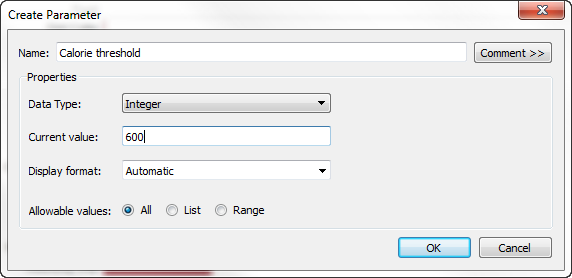 Create Parameter
Name: Calorie threshold Comment >>
Properties
Data Type: Integer
Current value: 600
Display format: Automatic
Allowable values: All List Range
OK Cancel